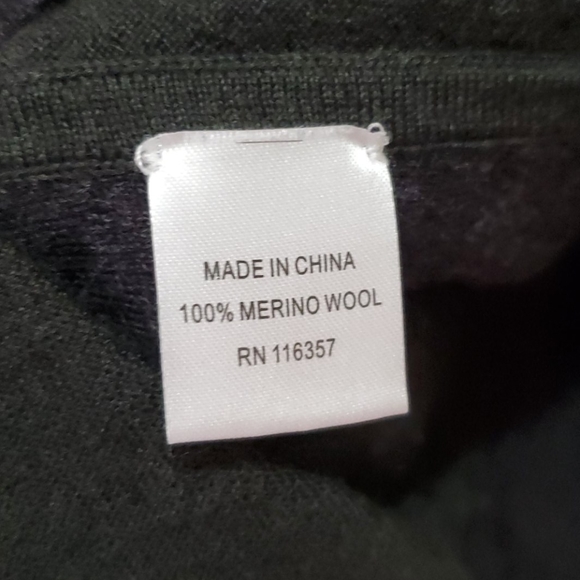 MADE IN CHINA
100% MERINO WOOL
RN 116357